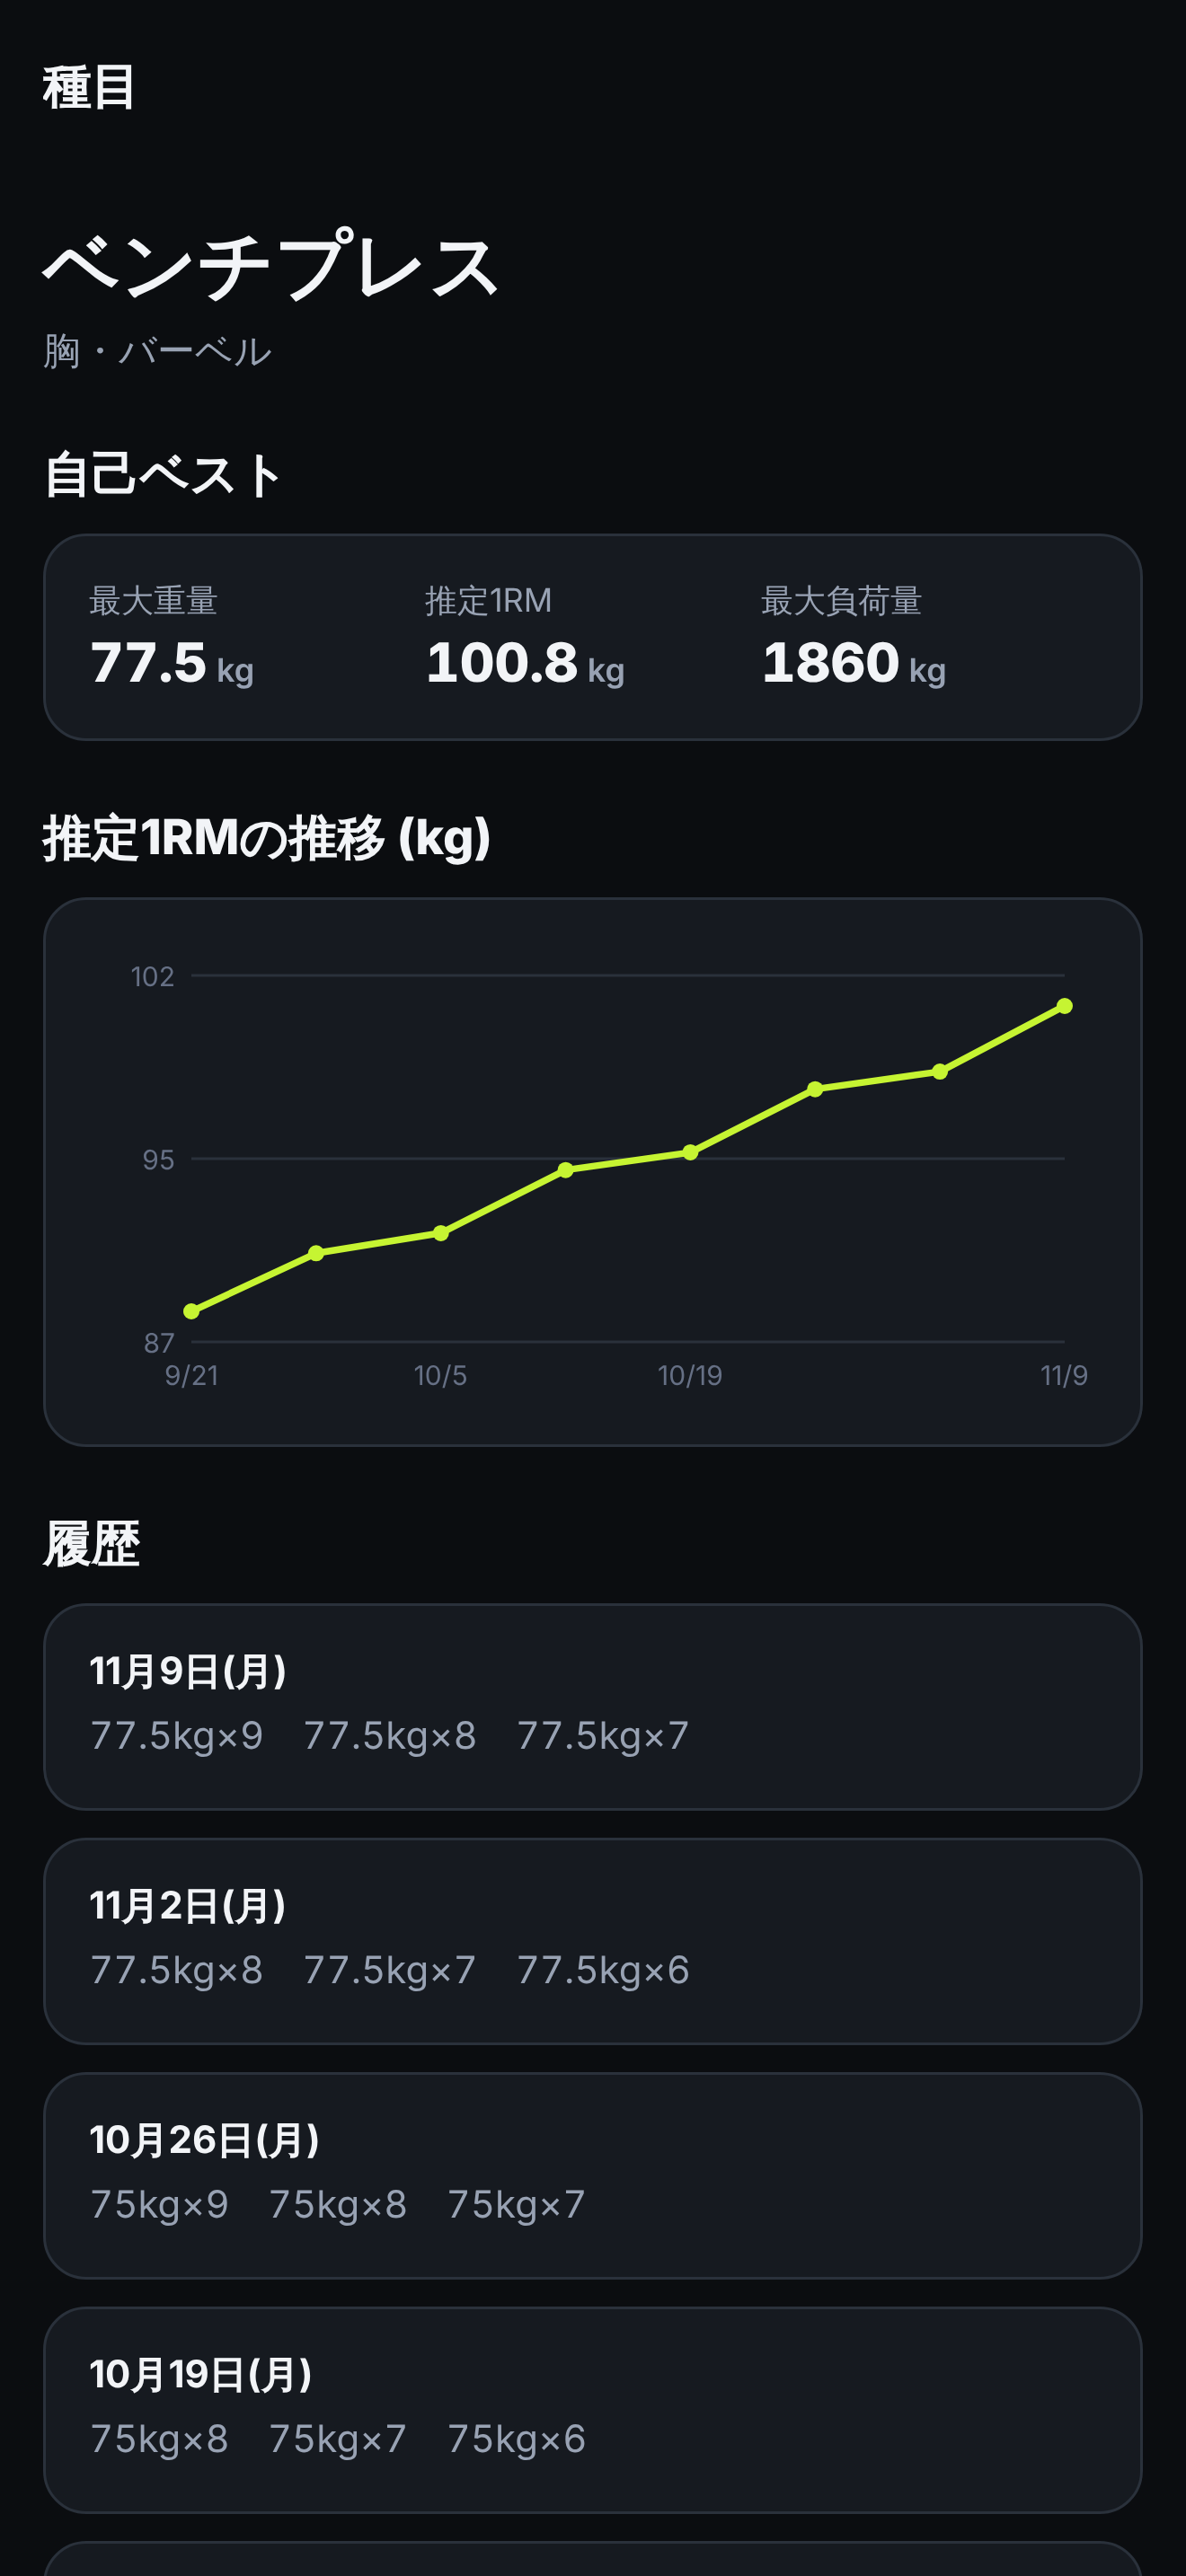 種目
ベンチプレス
胸・バーベル
自己ベスト
最大重量 推定1RM 最大負荷量
77.5 kg 100.8 kg 1860 kg
推定1RMの推移 (kg)
102
95
87
9/21 10/5 10/19 11/9
履歴
11月9日(月)
77.5kg×9 77.5kg×8 77.5kg×7
11月2日(月)
77.5kg×8 77.5kg×7 77.5kg×6
10月26日(月)
75kg×9 75kg×8 75kg×7
10月19日(月)
75kg×8 75kg×7 75kg×6